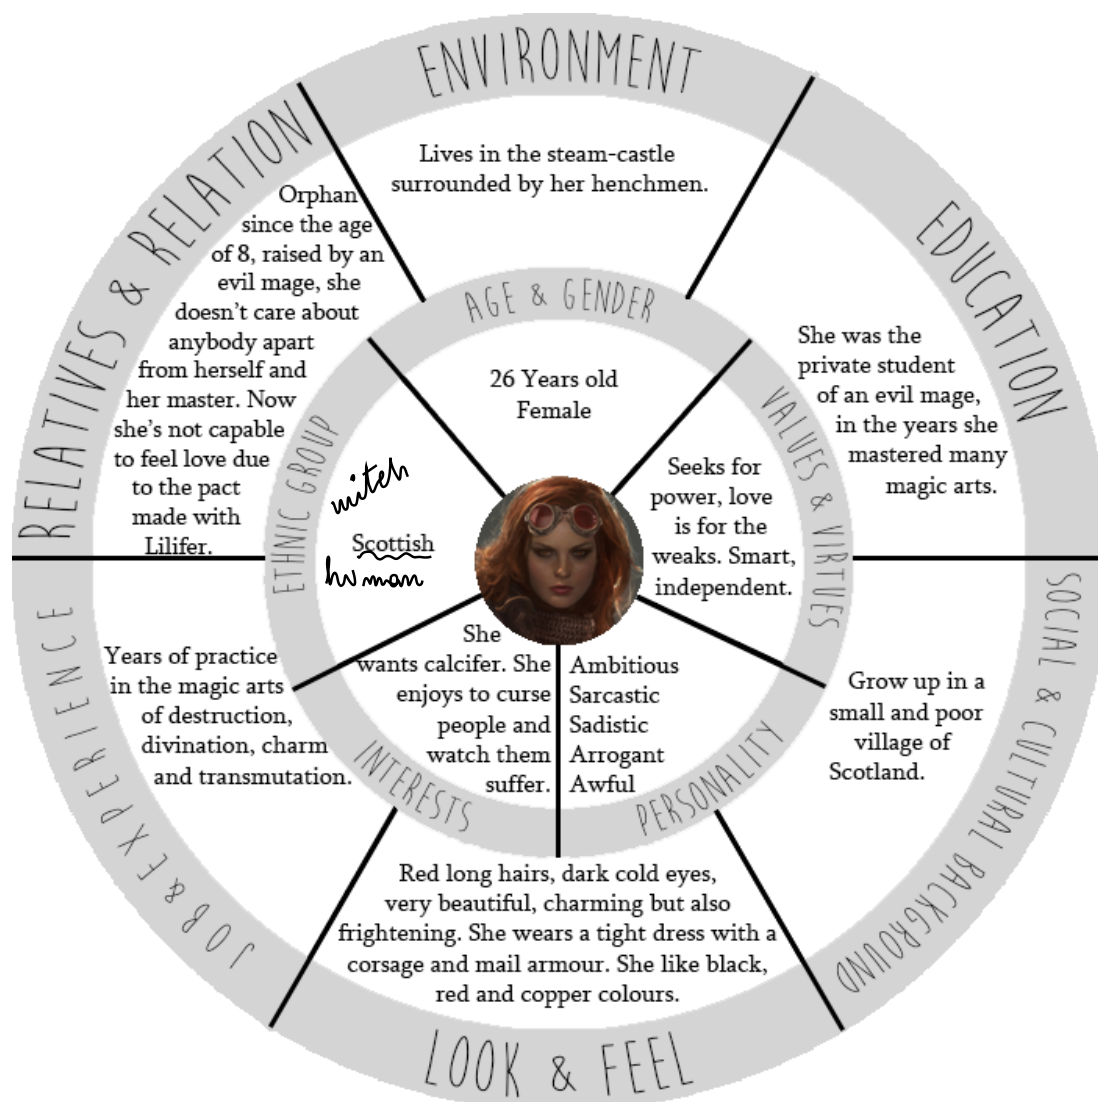 ENVIRONMENT
Lives in the steam-castle
surrounded by her henchmen.
EDUCATION
She was the
private student
of an evil mage,
in the years she
mastered many
magic arts.
SOCIAL & CULTURAL BACKGROUND
Grow up in a
small and poor
village of
Scotland.
LOOK & FEEL
Red long hairs, dark cold eyes,
very beautiful, charming but also
frightening. She wears a tight dress with a
corsage and mail armour. She like black,
red and copper colours.
JOB & EXPERIENCE
Years of practice
in the magic arts
of destruction,
divination, charm
and transmutation.
RELATIVES & RELATION
Orphan
since the age
of 8, raised by an
evil mage, she
doesn't care about
anybody apart
from herself and
her master. Now
she's not capable
to feel love due
to the pact
made with
Lilifer.
AGE & GENDER
26 Years old
Female
VALUES & VIRTUES
Seeks for
power, love
is for the
weaks. Smart,
independent.
PERSONALITY
Ambitious
Sarcastic
Sadistic
Arrogant
Awful
INTERESTS
She
wants calcifer. She
enjoys to curse
people and
watch them
suffer.
ETHNIC GROUP
Scottish
human